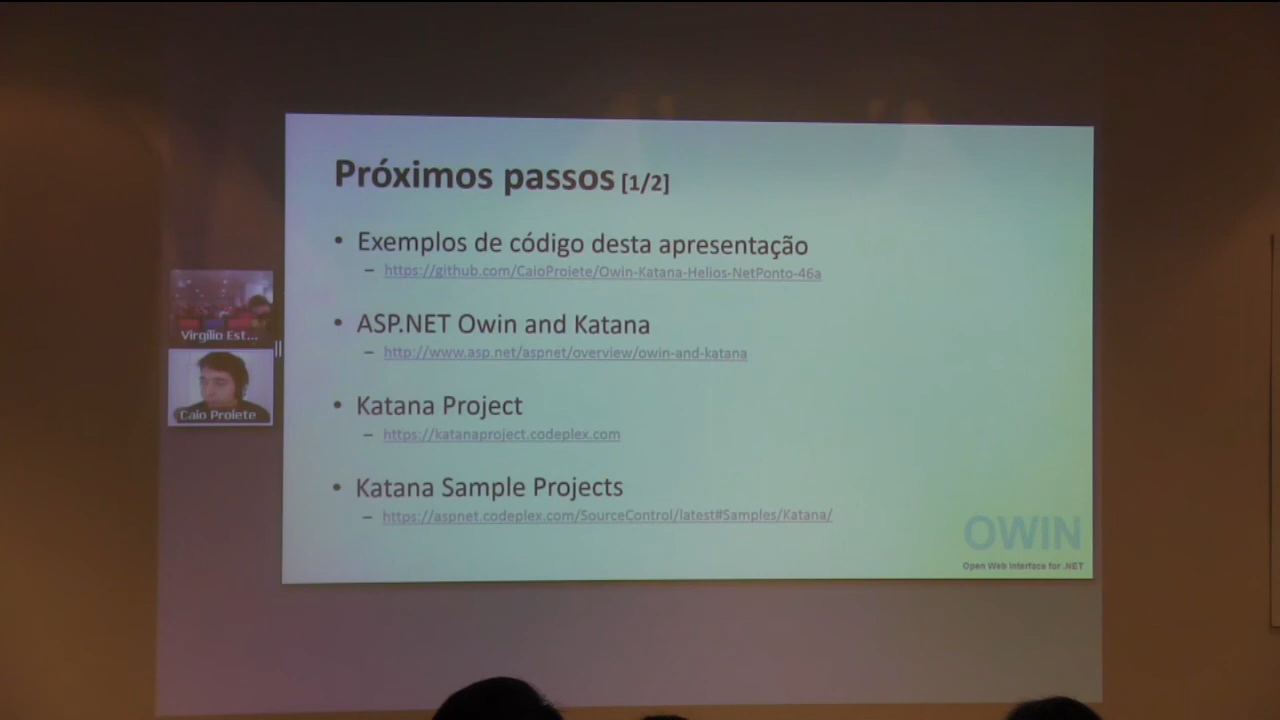 Próximos passos [1/2]
• Exemplos de código desta apresentação
– https://github.com/CaioProiete/Owin-Katana-Helios-NetPonto-46a
• ASP.NET Owin and Katana
– http://www.asp.net/aspnet/overview/owin-and-katana
• Katana Project
– https://katanaproject.codeplex.com
• Katana Sample Projects
– https://aspnet.codeplex.com/SourceControl/latest#Samples/Katana/
Virgílio Est...
Caio Proiete
OWIN
Open Web Interface for .NET